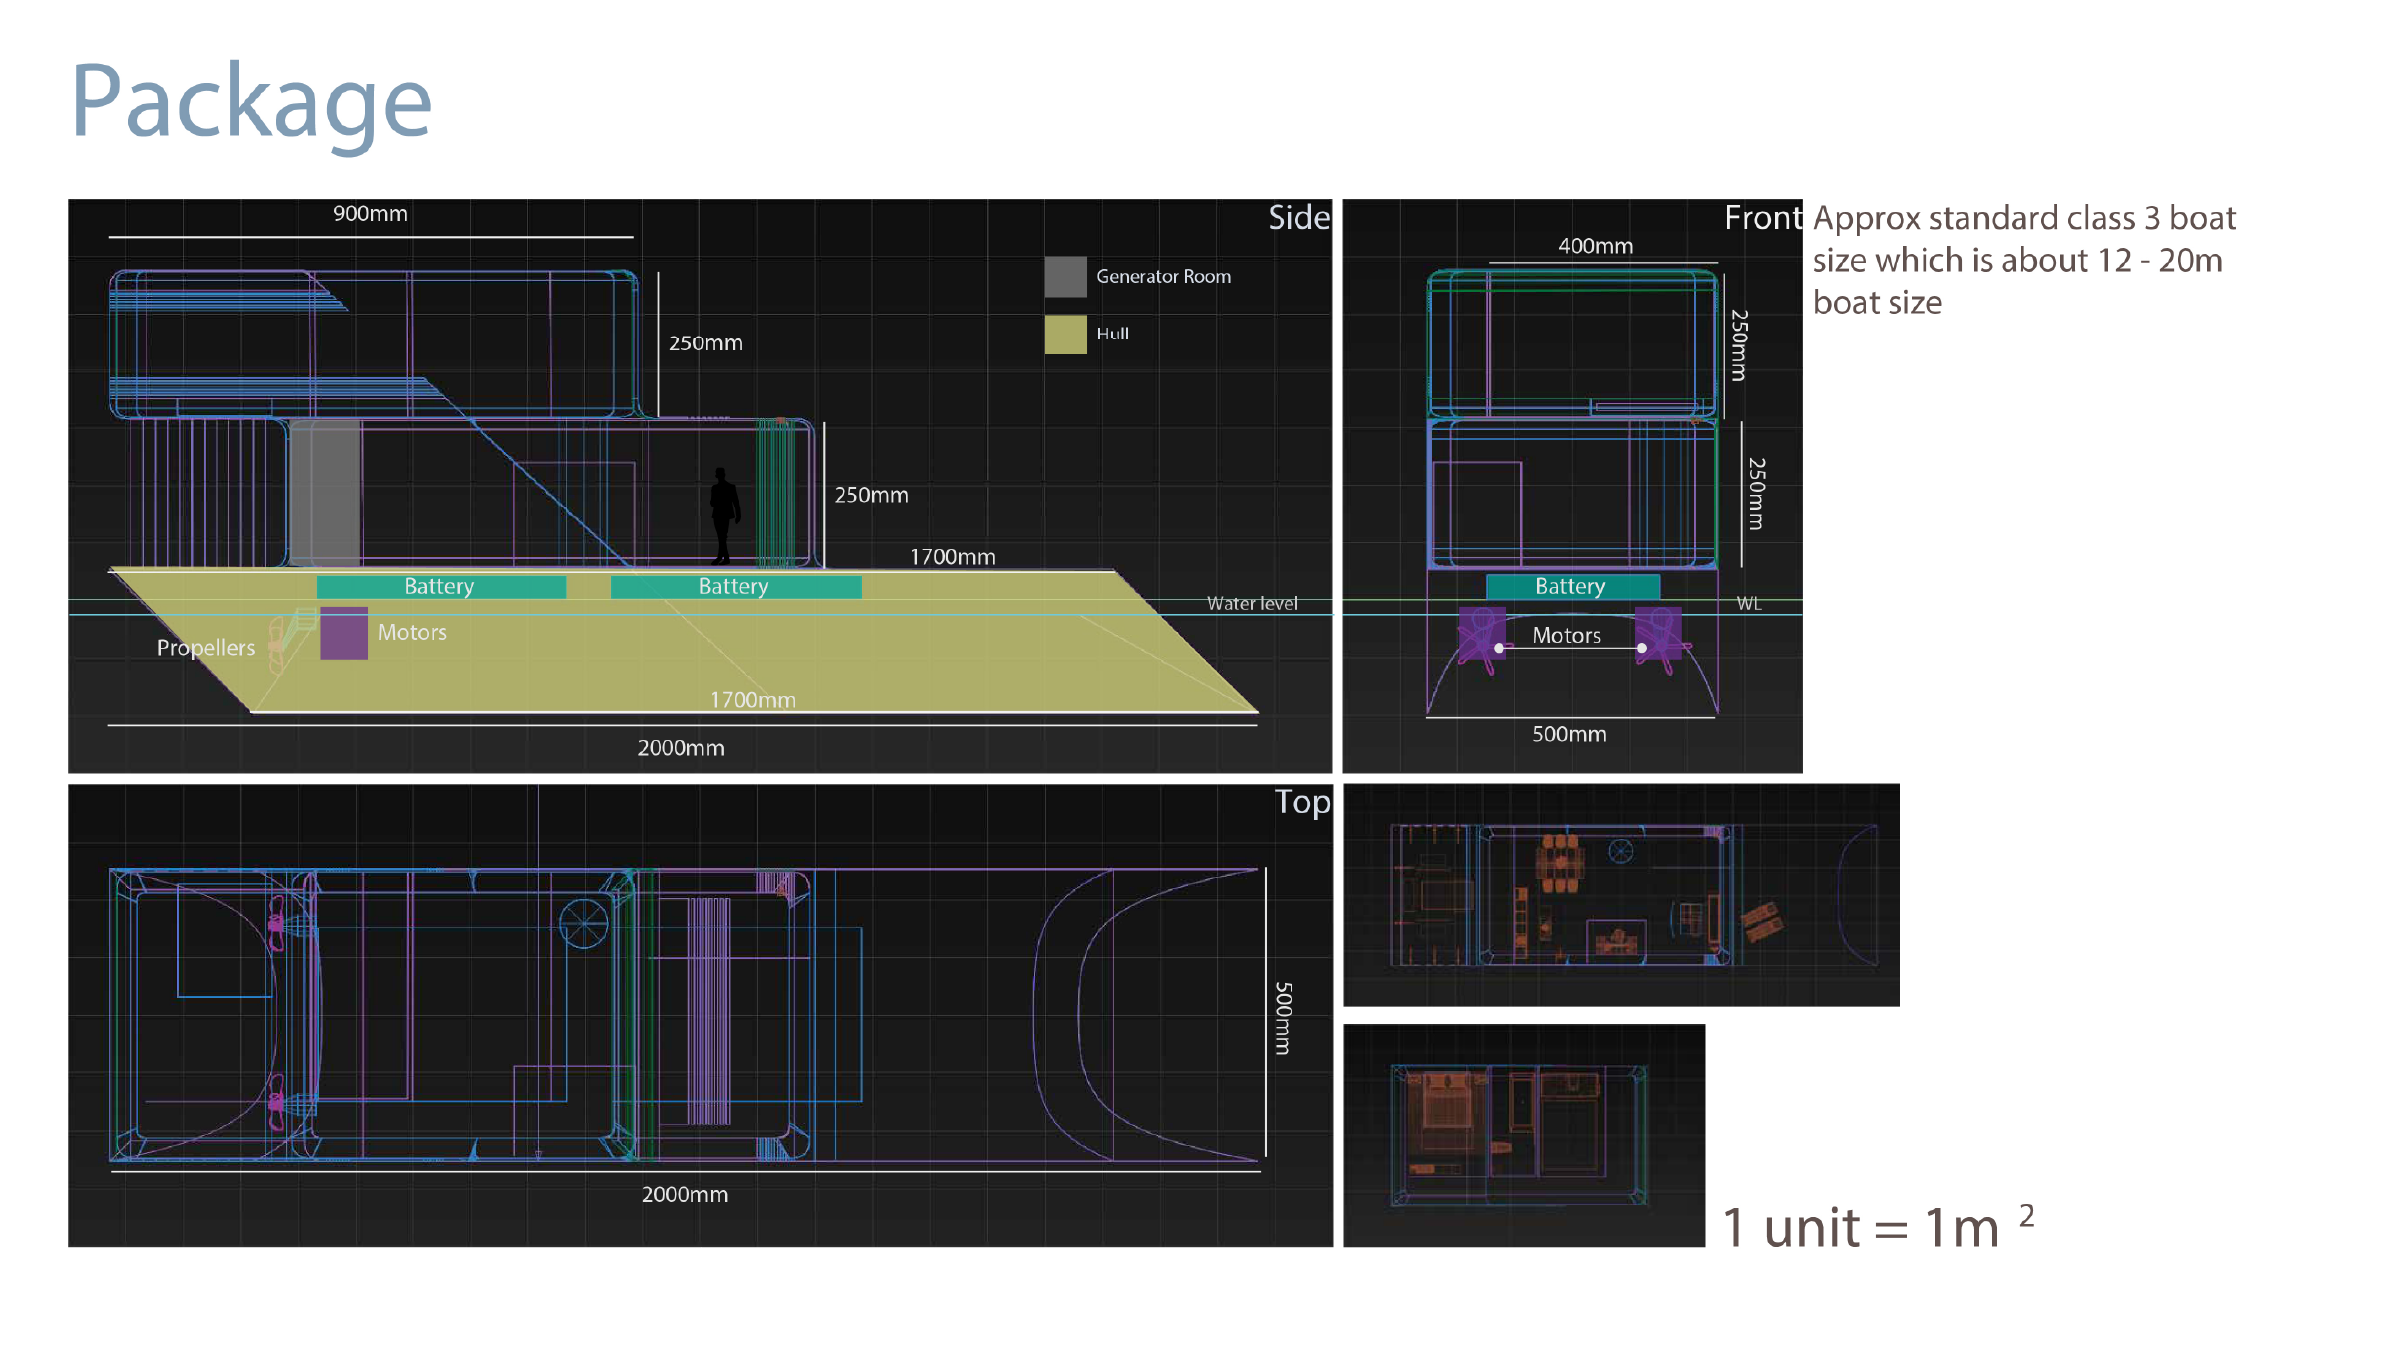 Package
900mm
Side
Generator Room
Hull
250mm
250mm
1700mm
Battery
Battery
Water level
Propellers
Motors
1700mm
2000mm
Front
400mm
250mm
250mm
Battery
WL
Motors
500mm
Approx standard class 3 boat
size which is about 12 - 20m
boat size
Top
500mm
2000mm
1 unit = 1m ²